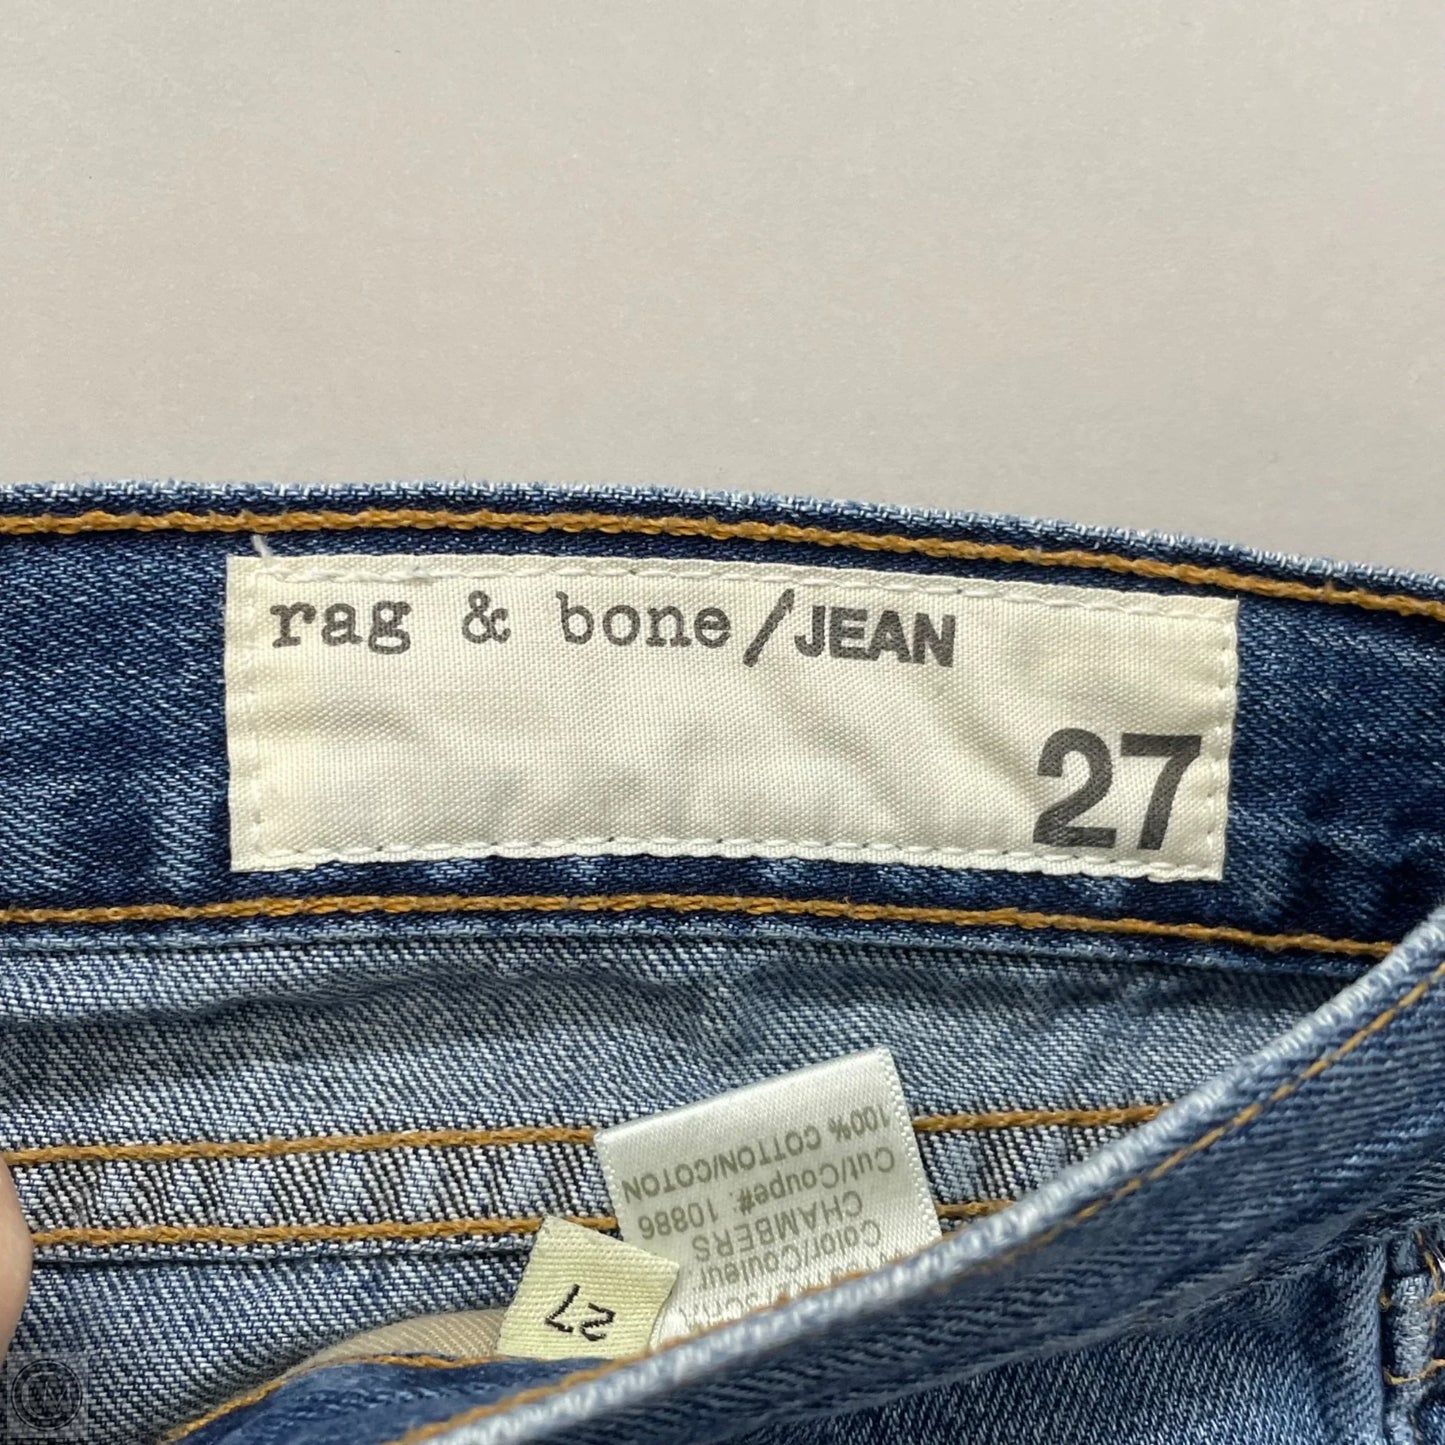 rag & bone/JEAN
27
100% COTTON/COTON
Cut/Coupe#: 10886
CHAMBERS
Color/Couleur
27